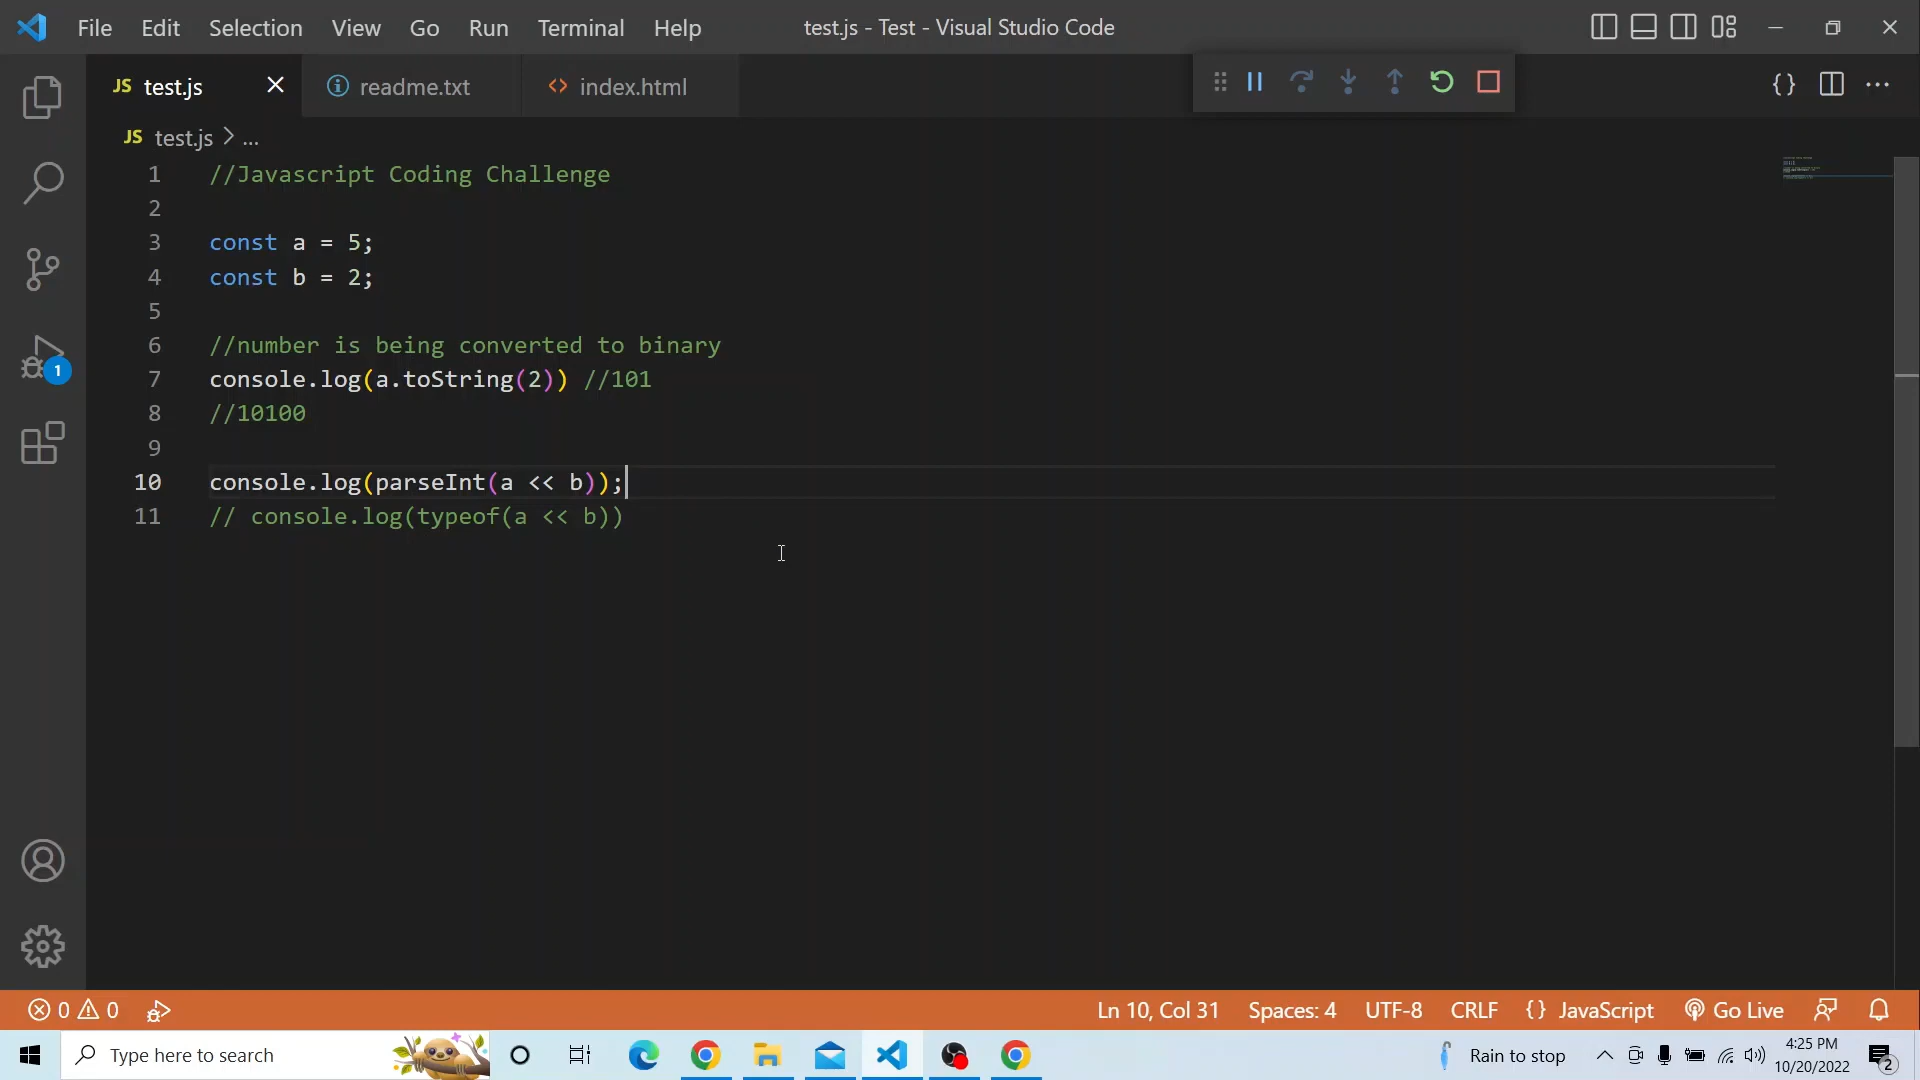 File Edit Selection View Go Run Terminal Help test.js - Test - Visual Studio Code
JS test.js readme.txt index.html
JS test.js > ...
1 //Javascript Coding Challenge
2
3 const a = 5;
4 const b = 2;
5
6 //number is being converted to binary
7 console.log(a.toString(2)) //101
8 //10100
9
10 console.log(parseInt(a << b));
11 // console.log(typeof(a << b))
1
0 0 Ln 10, Col 31 Spaces: 4 UTF-8 CRLF {} JavaScript Go Live
Type here to search Rain to stop 4:25 PM
10/20/2022 2